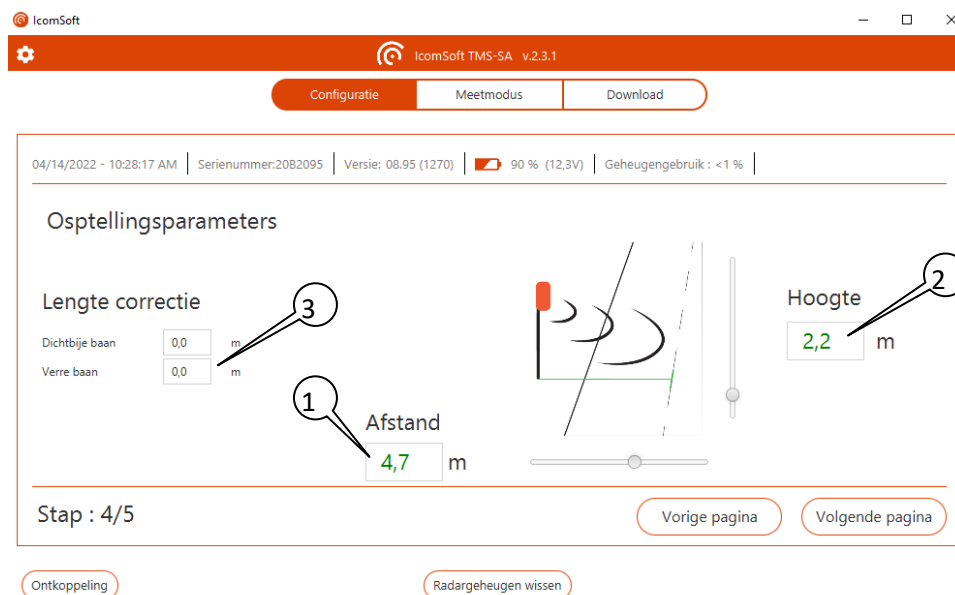 IcomSoft
IcomSoft TMS-SA v.2.3.1
Configuratie Meetmodus Download
04/14/2022 - 10:28:17 AM Serienummer:20B2095 Versie: 08.95 (1270) 90 % (12,3V) Geheugengebruik : <1 %
Osptellingsparameters
Lengte correctie
3
2
Hoogte
Dichtbije baan 0,0 m
2,2 m
Verre baan 0,0 m
1
Afstand
4,7 m
Stap : 4/5
Vorige pagina Volgende pagina
Ontkoppeling Radargeheugen wissen